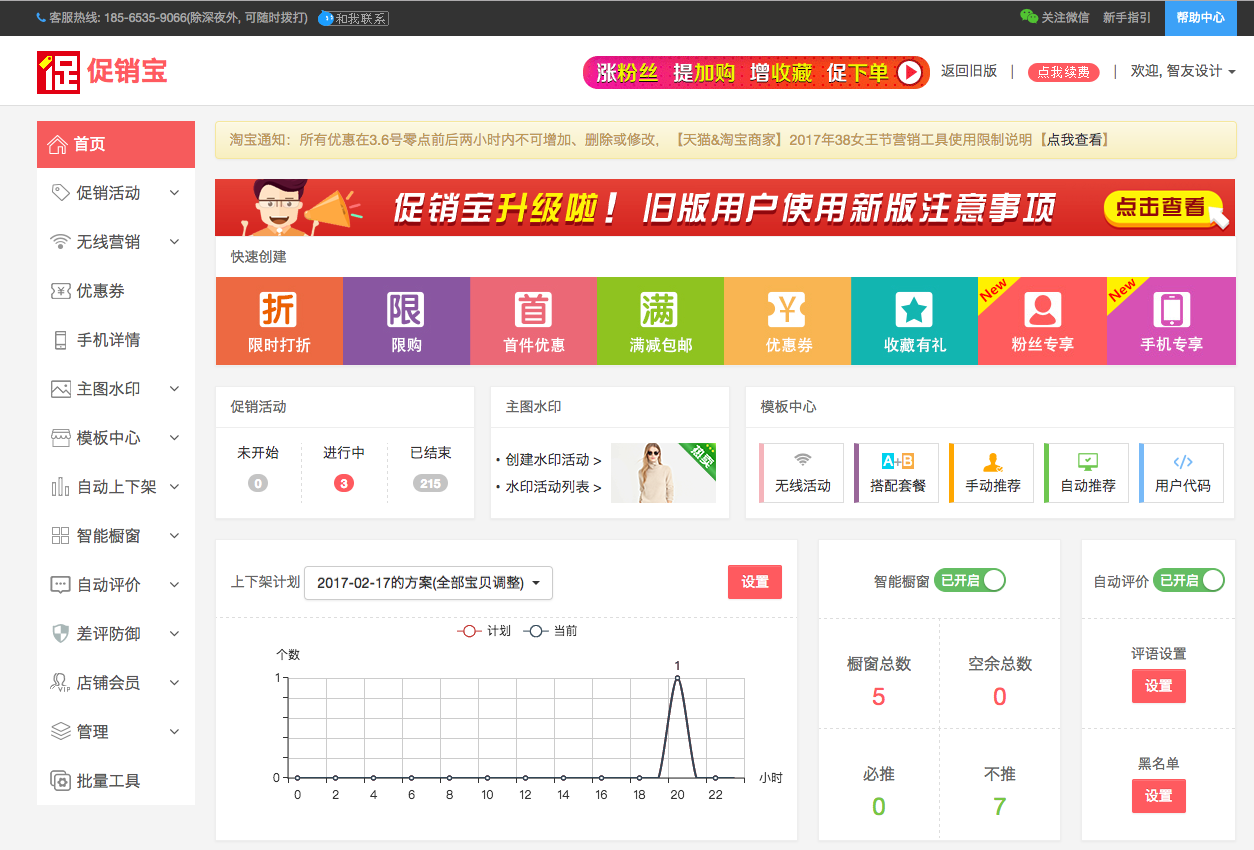 客服热线: 185-6535-9066(除深夜外, 可随时拨打) 和我联系 关注微信 新手指引 帮助中心
促 促销宝 涨粉丝 提加购 增收藏 促下单 返回旧版 | 点我续费 | 欢迎, 智友设计
首页
促销活动
无线营销
优惠券
手机详情
主图水印
模板中心
自动上下架
智能橱窗
自动评价
差评防御
VIP 店铺会员
管理
批量工具
淘宝通知：所有优惠在3.6号零点前后两小时内不可增加、删除或修改，【天猫&淘宝商家】2017年38女王节营销工具使用限制说明【点我查看】
促销宝升级啦！旧版用户使用新版注意事项 点击查看
快速创建
折 限 首 满 ¥ New New
限时打折 限购 首件优惠 满减包邮 优惠券 收藏有礼 粉丝专享 手机专享
促销活动
未开始 进行中 已结束
0 3 215
主图水印
• 创建水印活动 >
• 水印活动列表 >
热卖
模板中心
A+B </>
无线活动 搭配套餐 手动推荐 自动推荐 用户代码
上下架计划 2017-02-17的方案(全部宝贝调整) 设置
计划 当前
个数
1
1
0 小时
0 2 4 6 8 10 12 14 16 18 20 22
智能橱窗 已开启
橱窗总数 空余总数
5 0
必推 不推
0 7
自动评价 已开启
评语设置
设置
黑名单
设置